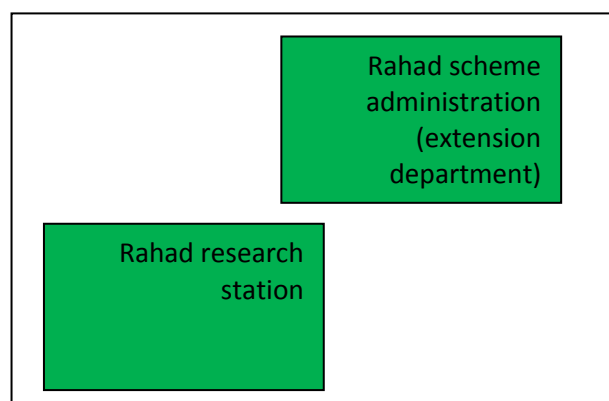 Rahad scheme
administration
(extension
department)
Rahad research
station